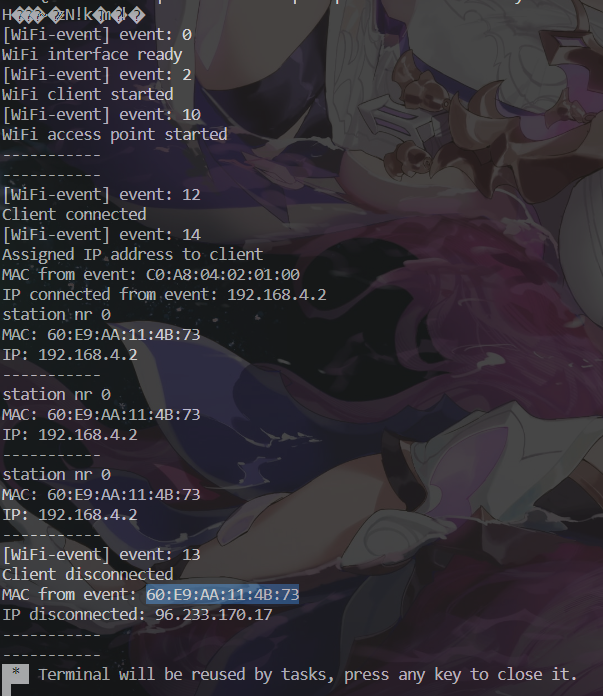 [WiFi-event] event: 0
WiFi interface ready
[WiFi-event] event: 2
WiFi client started
[WiFi-event] event: 10
WiFi access point started
-----------
-----------
[WiFi-event] event: 12
Client connected
[WiFi-event] event: 14
Assigned IP address to client
MAC from event: C0:A8:04:02:01:00
IP connected from event: 192.168.4.2
station nr 0
MAC: 60:E9:AA:11:4B:73
IP: 192.168.4.2
-----------
station nr 0
MAC: 60:E9:AA:11:4B:73
IP: 192.168.4.2
-----------
station nr 0
MAC: 60:E9:AA:11:4B:73
IP: 192.168.4.2
-----------
[WiFi-event] event: 13
Client disconnected
MAC from event: 60:E9:AA:11:4B:73
IP disconnected: 96.233.170.17
-----------
-----------
* Terminal will be reused by tasks, press any key to close it.